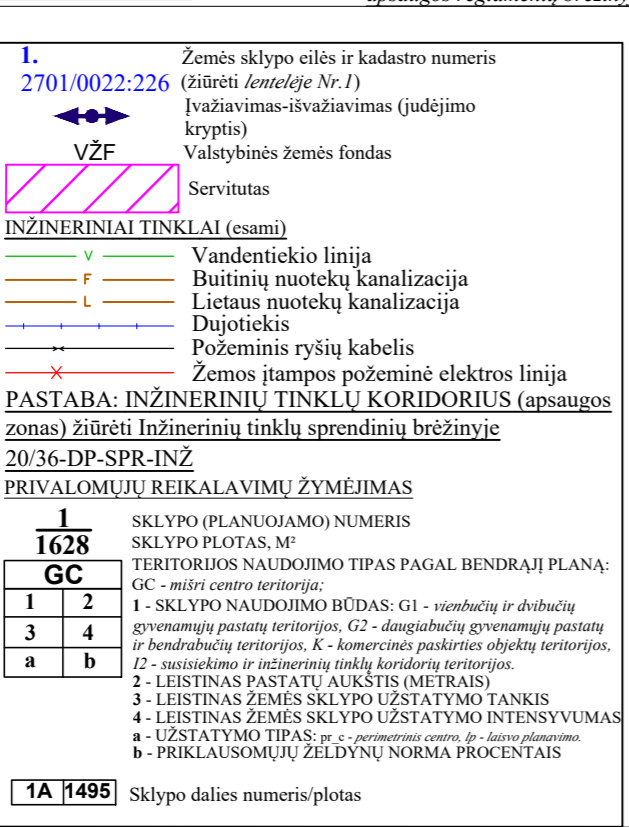 apsaugos reglamentų brėžiny
1. Žemės sklypo eilės ir kadastro numeris
2701/0022:226 (žiūrėti lentelėje Nr.1)
Įvažiavimas-išvažiavimas (judėjimo
kryptis)
VŽF Valstybinės žemės fondas
Servitutas
INŽINERINIAI TINKLAI (esami)
V Vandentiekio linija
F Buitinių nuotekų kanalizacija
L Lietaus nuotekų kanalizacija
Dujotiekis
Požeminis ryšių kabelis
Žemos įtampos požeminė elektros linija
PASTABA: INŽINERINIŲ TINKLŲ KORIDORIUS (apsaugos
zonas) žiūrėti Inžinerinių tinklų sprendinių brėžinyje
20/36-DP-SPR-INŽ
PRIVALOMŲJŲ REIKALAVIMŲ ŽYMĖJIMAS
1 SKLYPO (PLANUOJAMO) NUMERIS
1628 SKLYPO PLOTAS, M²
GC TERITORIJOS NAUDOJIMO TIPAS PAGAL BENDRĄJĮ PLANĄ:
GC - mišri centro teritorija;
1 2 1 - SKLYPO NAUDOJIMO BŪDAS: G1 - vienbučių ir dvibučių
3 4 gyvenamųjų pastatų teritorijos, G2 - daugiabučių gyvenamųjų pastatų
ir bendrabučių teritorijos, K - komercinės paskirties objektų teritorijos,
a b I2 - susisiekimo ir inžinerinių tinklų koridorių teritorijos.
2 - LEISTINAS PASTATŲ AUKŠTIS (METRAIS)
3 - LEISTINAS ŽEMĖS SKLYPO UŽSTATYMO TANKIS
4 - LEISTINAS ŽEMĖS SKLYPO UŽSTATYMO INTENSYVUMAS
a - UŽSTATYMO TIPAS: pr_c - perimetrinis centro, lp - laisvo planavimo.
b - PRIKLAUSOMŲJŲ ŽELDYNŲ NORMA PROCENTAIS
1A 1495 Sklypo dalies numeris/plotas